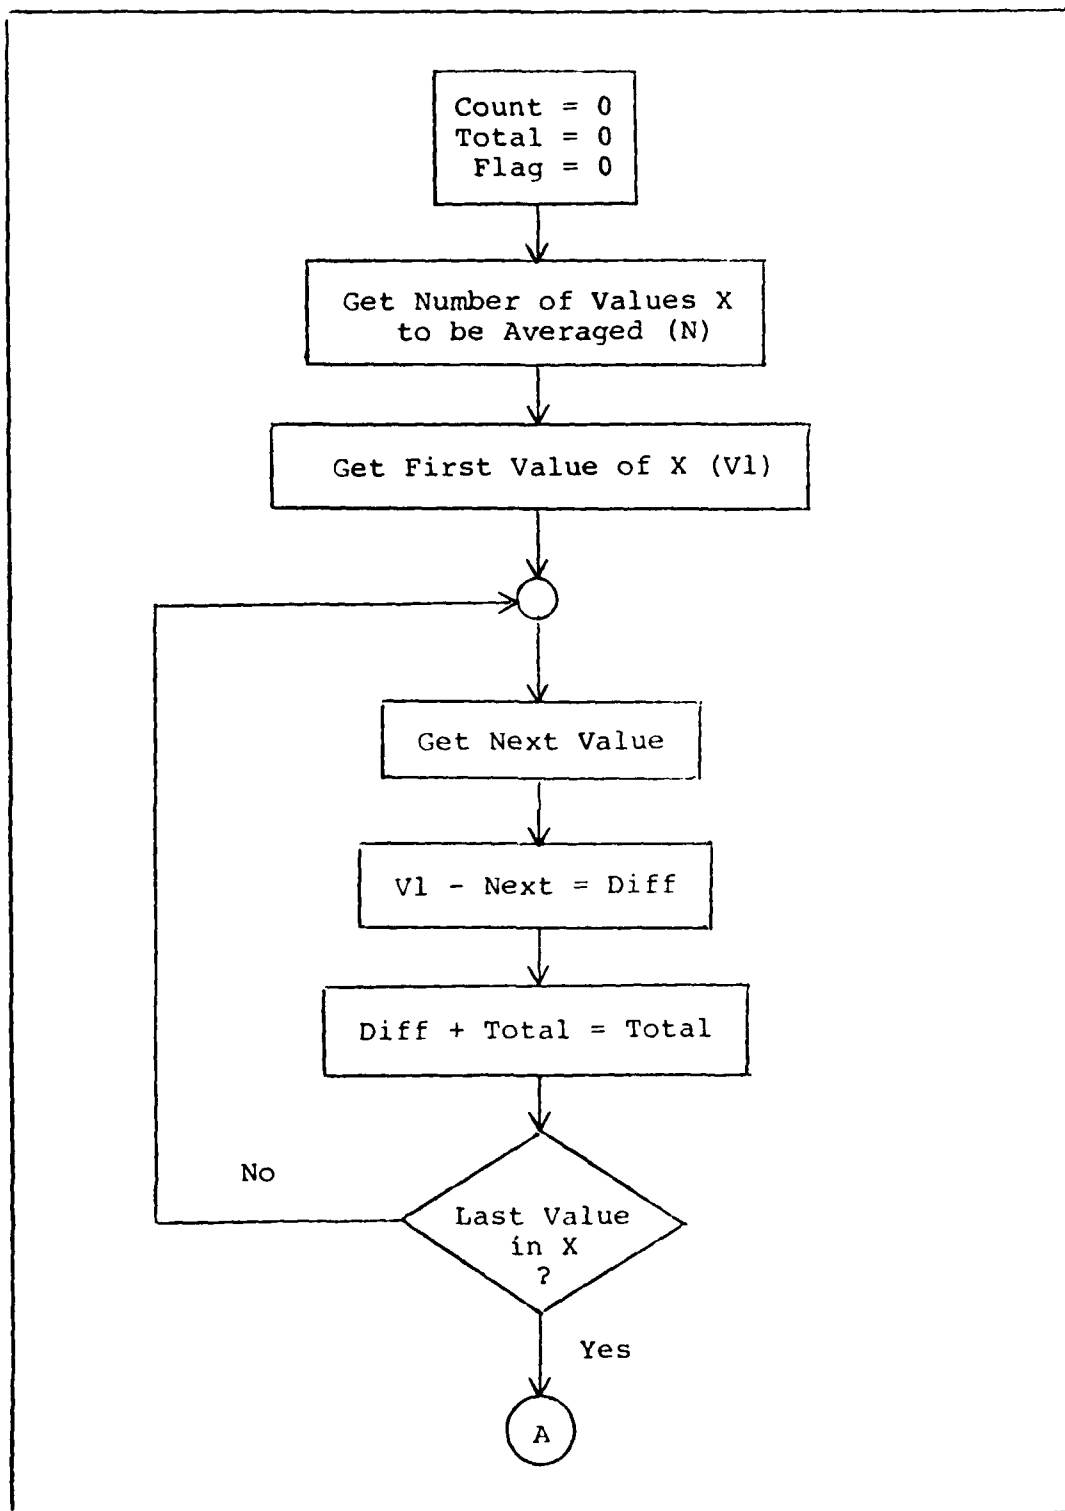 Count = 0
Total = 0
Flag = 0
Get Number of Values X
to be Averaged (N)
Get First Value of X (V1)
Get Next Value
V1 - Next = Diff
Diff + Total = Total
No
Last Value
in X
?
Yes
A